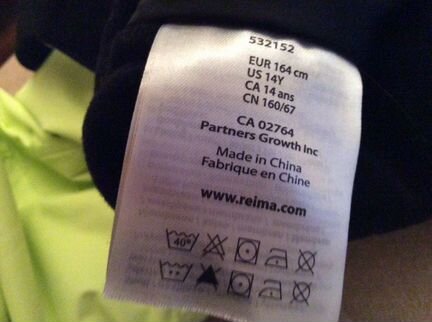 532152
EUR 164 cm
US 14Y
CA 14 ans
CN 160/67
CA 02764
Partners Growth Inc
Made in China
Fabrique en Chine
www.reima.com
40°